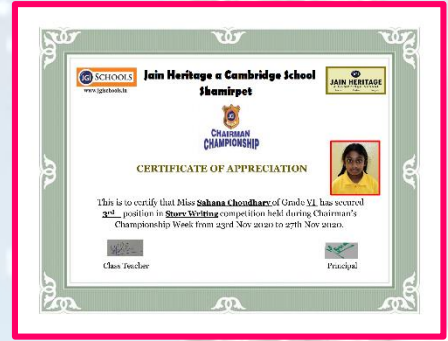 JGI SCHOOLS
www.jgischools.in
Jain Heritage a Cambridge School
Shamirpet
JAIN HERITAGE
CHAIRMAN
CHAMPIONSHIP
CERTIFICATE OF APPRECIATION
This is to certify that Miss Sahana Choudhary of Grade VI has secured
3rd position in Story Writing competition held during Chairman's
Championship Week from 23rd Nov 2020 to 27th Nov 2020.
Class Teacher
Principal